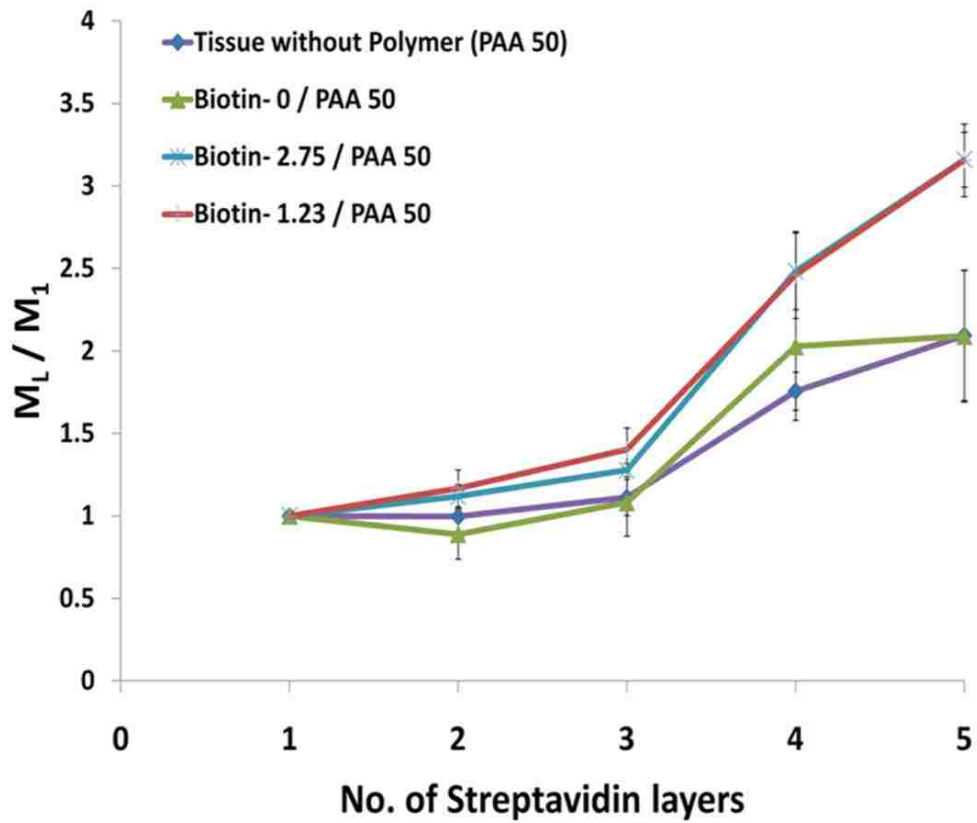 4
3.5
3
2.5
2
1.5
1
0.5
0
M_L / M_1
Tissue without Polymer (PAA 50)
Biotin- 0 / PAA 50
Biotin- 2.75 / PAA 50
Biotin- 1.23 / PAA 50
0 1 2 3 4 5
No. of Streptavidin layers